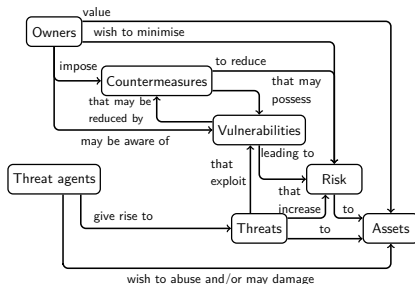 value
Owners
wish to minimise
impose
to reduce
Countermeasures
that may
possess
that may be
reduced by
Vulnerabilities
may be aware of
leading to
that
exploit
Threat agents
Risk
that
increase
to
give rise to
Threats
to
Assets
wish to abuse and/or may damage